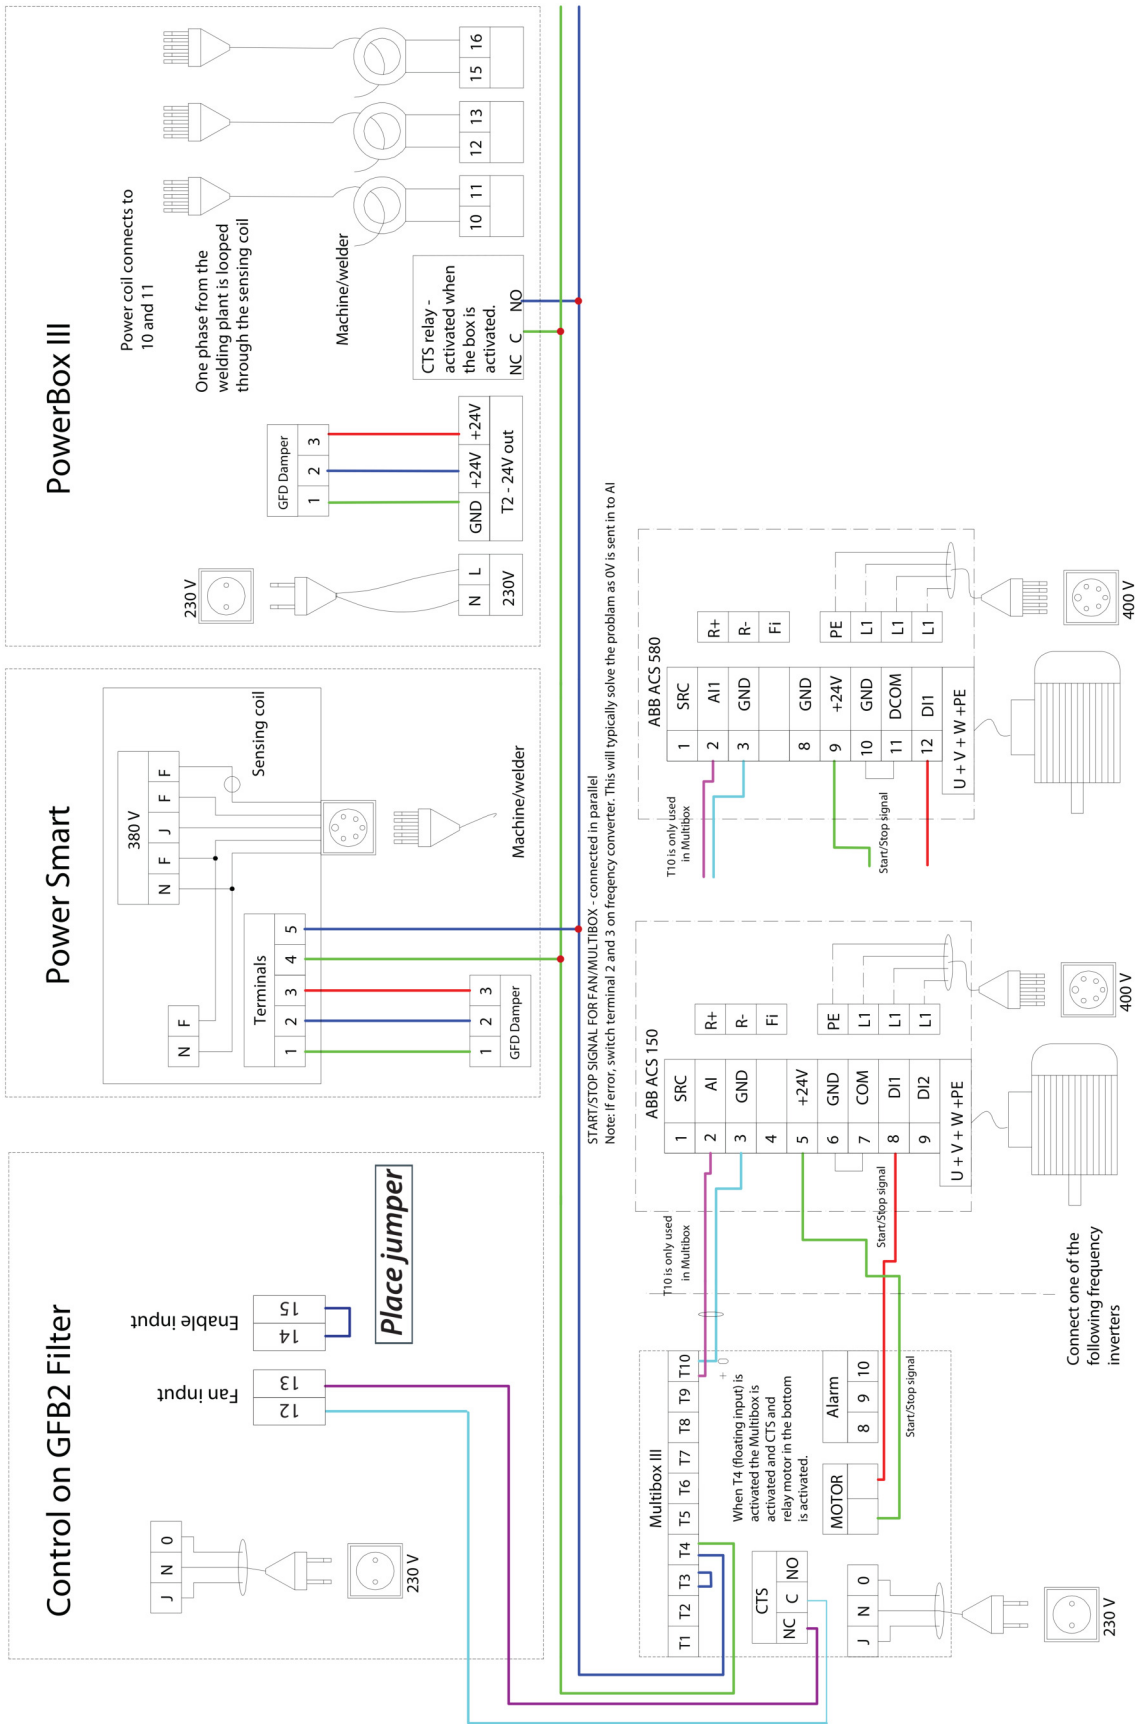 Control on GFB2 Filter
J N 0
230 V
Fan input
12 13
Enable input
14 15
Place jumper
Power Smart
N F
380 V
N F J F F
Sensing coil
Terminals
1 2 3 4 5
1 2 3
GFD Damper
Machine/welder
PowerBox III
230 V
N L
230V
GFD Damper
1 2 3
GND +24V +24V
T2 - 24V out
Power coil connects to
10 and 11
One phase from the
welding plant is looped
through the sensing coil
Machine/welder
CTS relay -
activated when
the box is
activated.
NC C NO
10 11
12 13
15 16
START/STOP SIGNAL FOR FAN/MULTIBOX - connected in parallel
Note: If error, switch terminal 2 and 3 on freqency converter. This will typically solve the problam as 0V is sent in to AI
Multibox III
T1 T2 T3 T4 T5 T6 T7 T8 T9 T10
+ 0
When T4 (floating input) is
activated the Multibox is
activated and CTS and
relay motor in the bottom
is activated.
CTS
NC C NO
MOTOR
Alarm
8 9 10
J N 0
230 V
Start/Stop signal
T10 is only used
in Multibox
Connect one of the
following frequency
inverters
ABB ACS 150
1 SRC
2 AI
3 GND
4
5 +24V
6 GND
7 COM
8 DI1
9 DI2
U + V + W +PE
R+
R-
Fi
PE
L1
L1
L1
Start/Stop signal
400 V
T10 is only used
in Multibox
ABB ACS 580
1 SRC
2 AI1
3 GND
8 GND
9 +24V
10 GND
11 DCOM
12 DI1
U + V + W +PE
R+
R-
Fi
PE
L1
L1
L1
Start/Stop signal
400 V